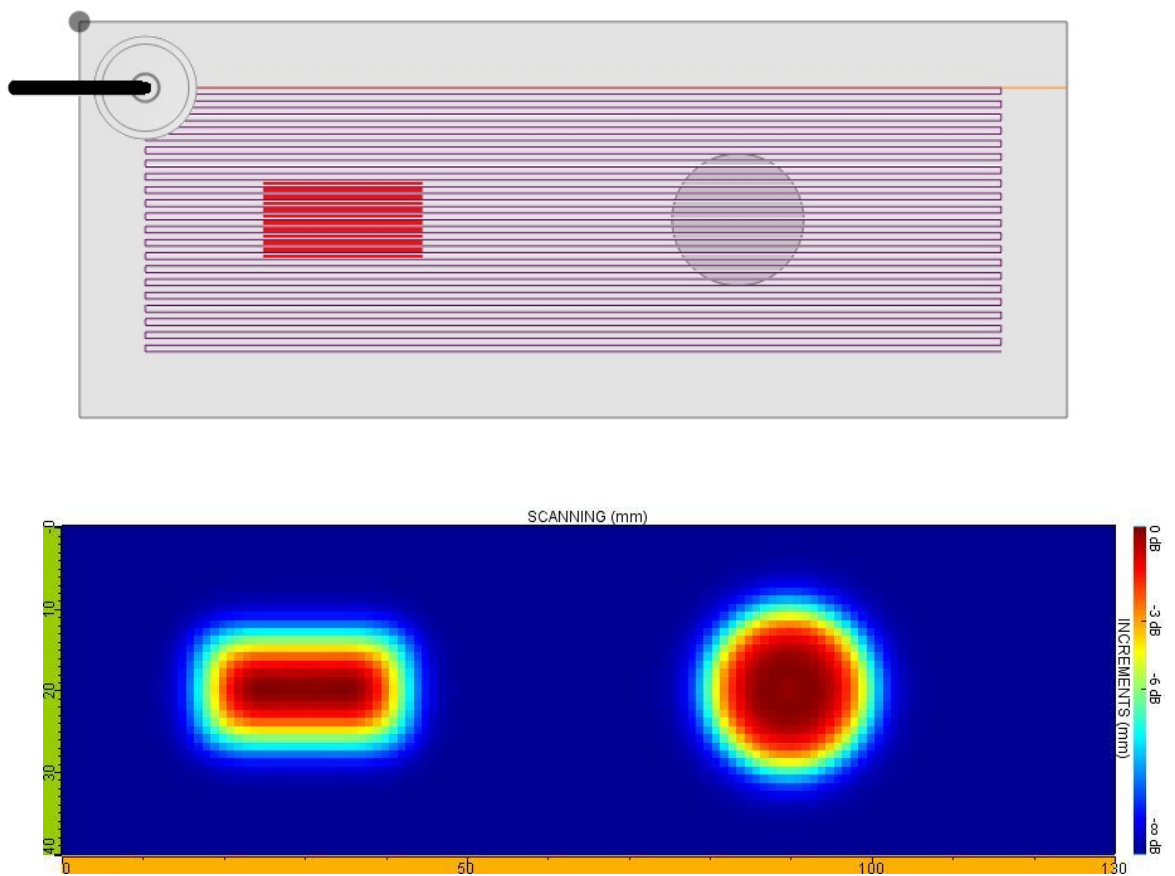 SCANNING (mm)
-0
10
20
30
40
0
50
100
130
INCREMENTS (mm)
0 dB
-3 dB
-6 dB
-∞ dB